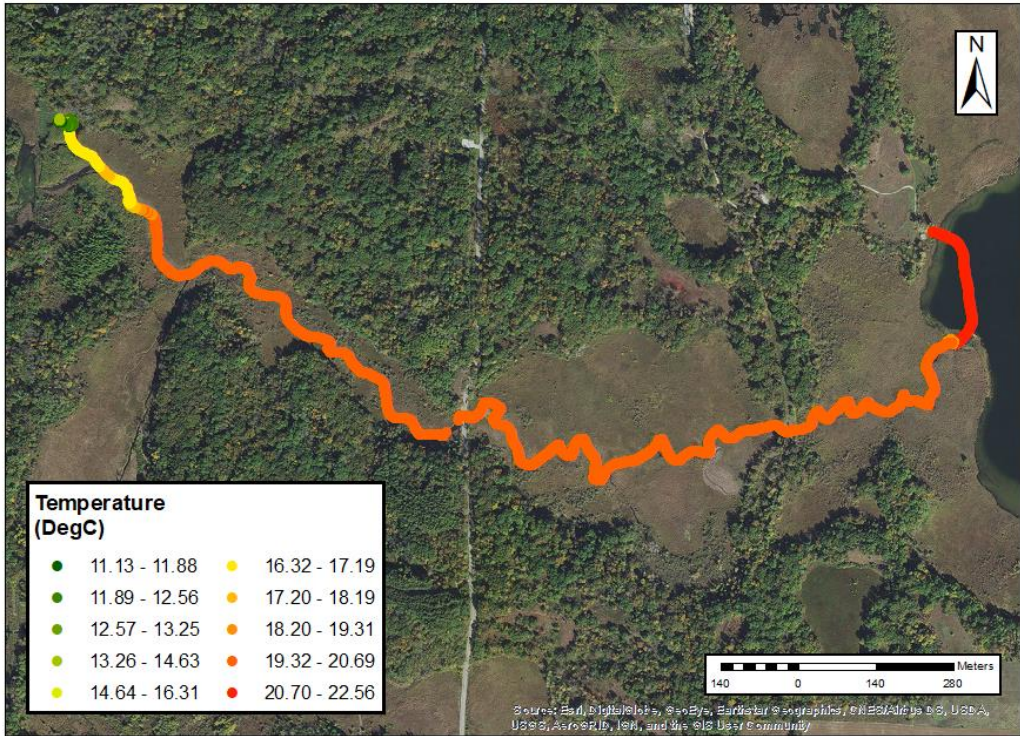 N
Temperature
(DegC)
11.13 - 11.88 16.32 - 17.19
11.89 - 12.56 17.20 - 18.19
12.57 - 13.25 18.20 - 19.31
13.26 - 14.63 19.32 - 20.69
14.64 - 16.31 20.70 - 22.56
Meters
140 0 140 280
Source: Esri, DigitalGlobe, GeoEye, Earthstar Geographics, CNES/Airbus DS, USDA,
USGS, AeroGRID, IGN, and the GIS User Community